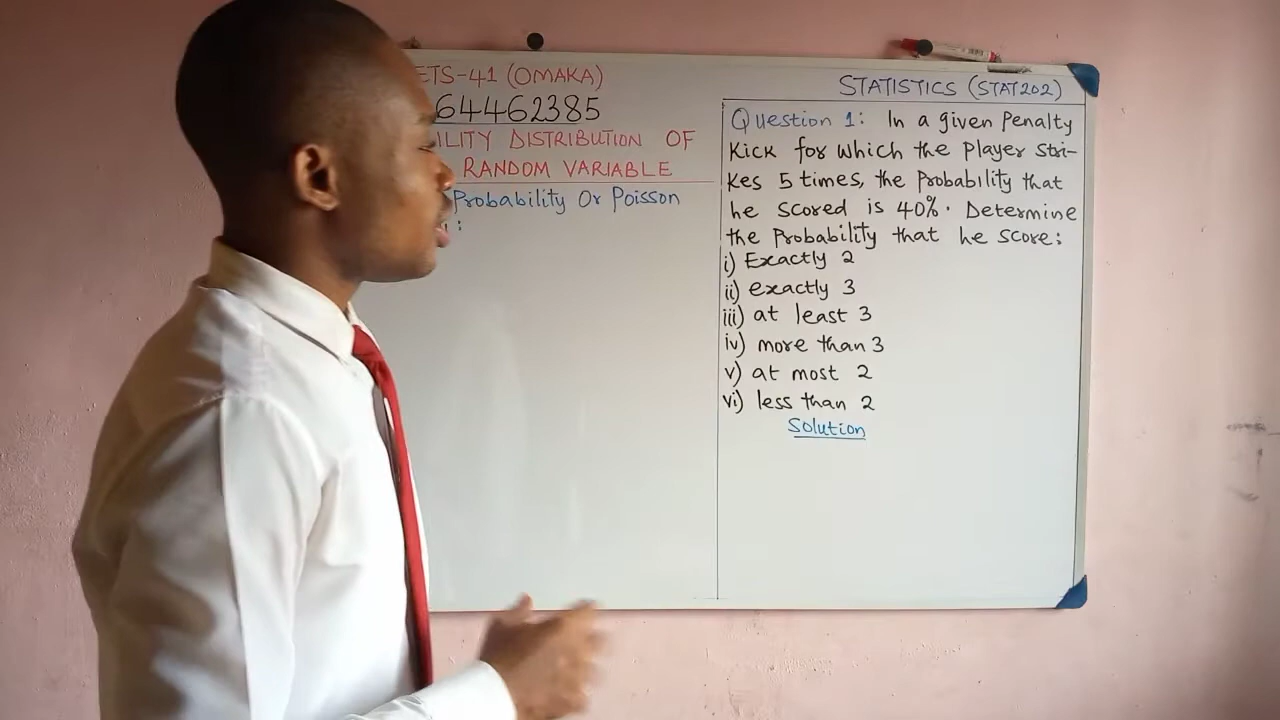 ETS-41 (OMAKA)
64462385
ILITY DISTRIBUTION OF
RANDOM VARIABLE
Probability Or Poisson
:
STATISTICS (STAT202)
Question 1: In a given Penalty
Kick for which the player stri-
kes 5 times, the probability that
he scored is 40%. Determine
the Probability that he score:
i) Exactly 2
ii) exactly 3
iii) at least 3
iv) more than 3
v) at most 2
vi) less than 2
Solution